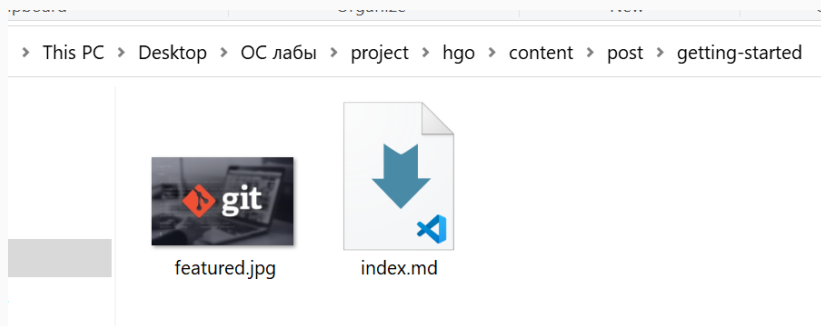 This PC > Desktop > ОС лабы > project > hgo > content > post > getting-started
git
featured.jpg
index.md